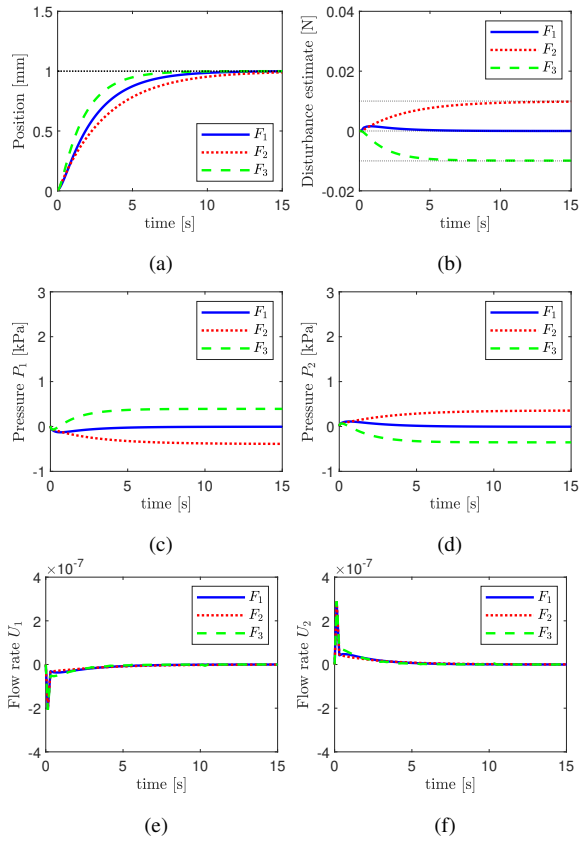 1.5
1
0.5
0
Position [mm]
F1
F2
F3
0 5 10 15
time [s]
(a)
0.04
0.02
0
-0.02
Disturbance estimate [N]
F1
F2
F3
0 5 10 15
time [s]
(b)
3
2
1
0
-1
Pressure P1 [kPa]
F1
F2
F3
0 5 10 15
time [s]
(c)
3
2
1
0
-1
Pressure P2 [kPa]
F1
F2
F3
0 5 10 15
time [s]
(d)
×10-7
4
2
0
-2
-4
Flow rate U1
F1
F2
F3
0 5 10 15
time [s]
(e)
×10-7
4
2
0
-2
-4
Flow rate U2
F1
F2
F3
0 5 10 15
time [s]
(f)